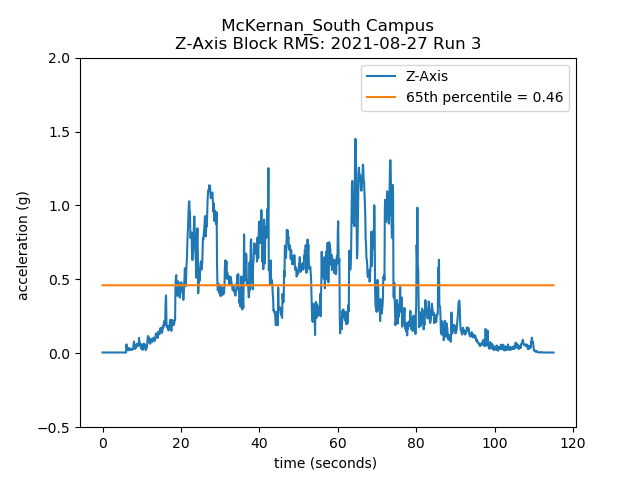 McKernan_South Campus
Z-Axis Block RMS: 2021-08-27 Run 3
Z-Axis
65th percentile = 0.46
2.0
1.5
1.0
0.5
0.0
−0.5
acceleration (g)
0 20 40 60 80 100 120
time (seconds)